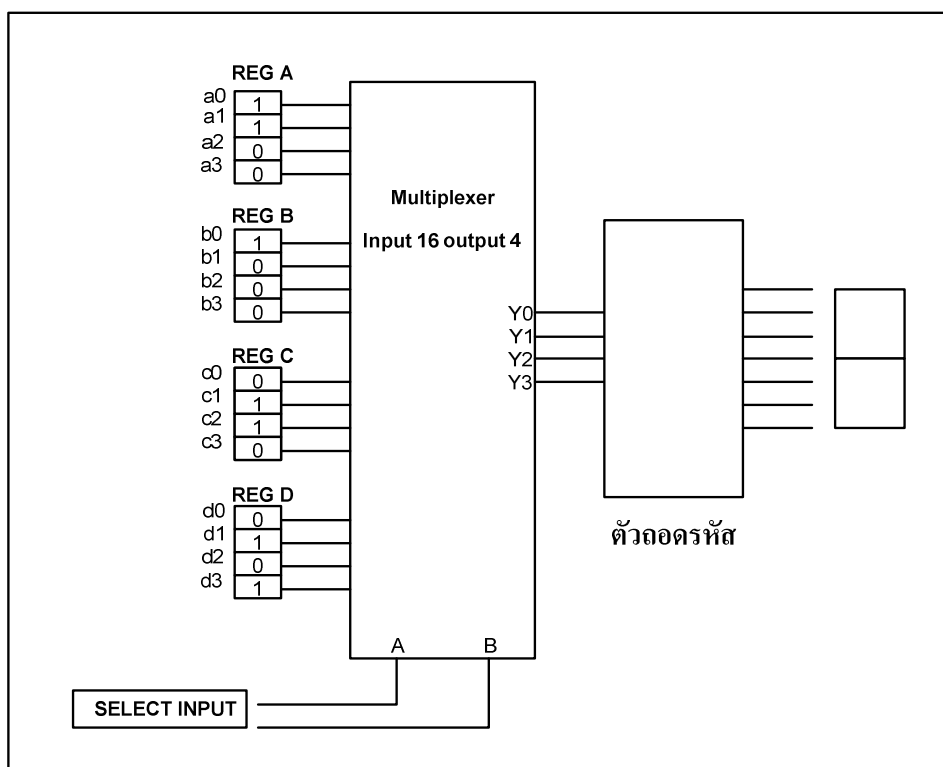 REG A
a0 1
a1 1
a2 0
a3 0
REG B
b0 1
b1 0
b2 0
b3 0
REG C
c0 0
c1 1
c2 1
c3 0
REG D
d0 0
d1 1
d2 0
d3 1
Multiplexer
Input 16 output 4
Y0
Y1
Y2
Y3
A B
SELECT INPUT
ตัวถอดรหัส